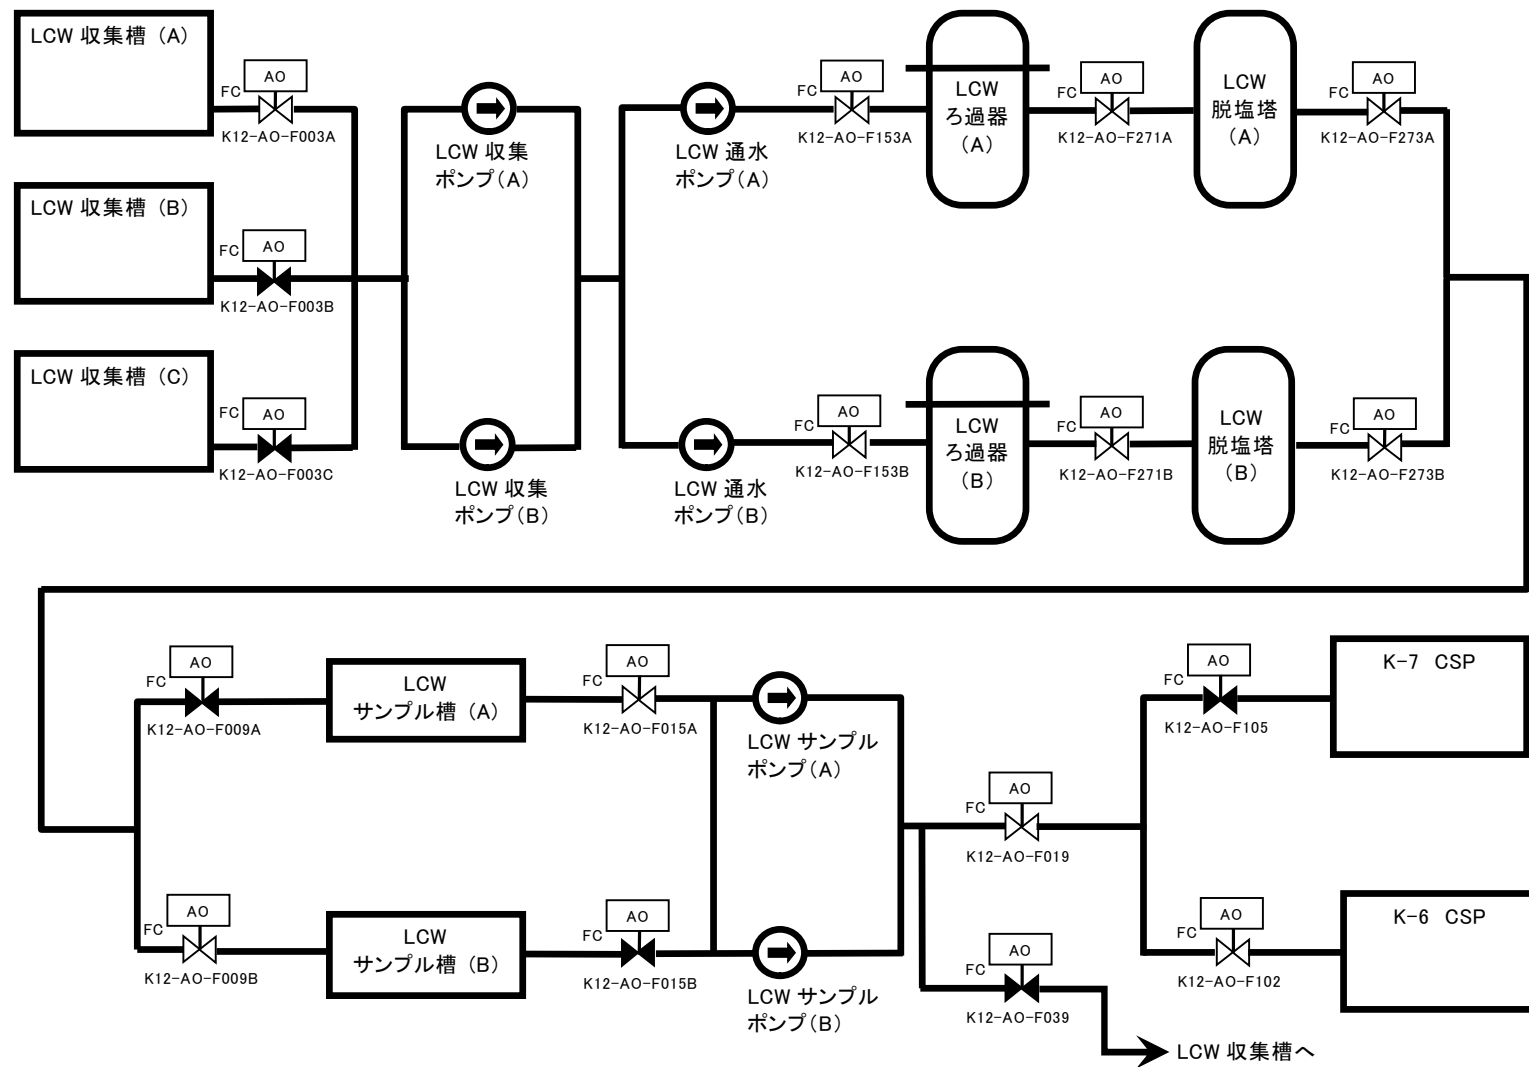 LCW 収集槽 (A)
AO
FC
K12-AO-F003A
LCW 収集槽 (B)
AO
FC
K12-AO-F003B
LCW 収集槽 (C)
AO
FC
K12-AO-F003C
LCW 収集
ポンプ(A)
LCW 収集
ポンプ(B)
LCW 通水
ポンプ(A)
LCW 通水
ポンプ(B)
AO
FC
K12-AO-F153A
LCW
ろ過器
(A)
AO
FC
K12-AO-F271A
LCW
脱塩塔
(A)
AO
FC
K12-AO-F273A
AO
FC
K12-AO-F153B
LCW
ろ過器
(B)
AO
FC
K12-AO-F271B
LCW
脱塩塔
(B)
AO
FC
K12-AO-F273B
AO
FC
K12-AO-F009A
LCW
サンプル槽 (A)
AO
FC
K12-AO-F015A
LCW サンプル
ポンプ(A)
AO
FC
K12-AO-F009B
LCW
サンプル槽 (B)
AO
FC
K12-AO-F015B
LCW サンプル
ポンプ(B)
AO
FC
K12-AO-F019
AO
FC
K12-AO-F039
LCW 収集槽へ
AO
FC
K12-AO-F105
K-7 CSP
AO
FC
K12-AO-F102
K-6 CSP